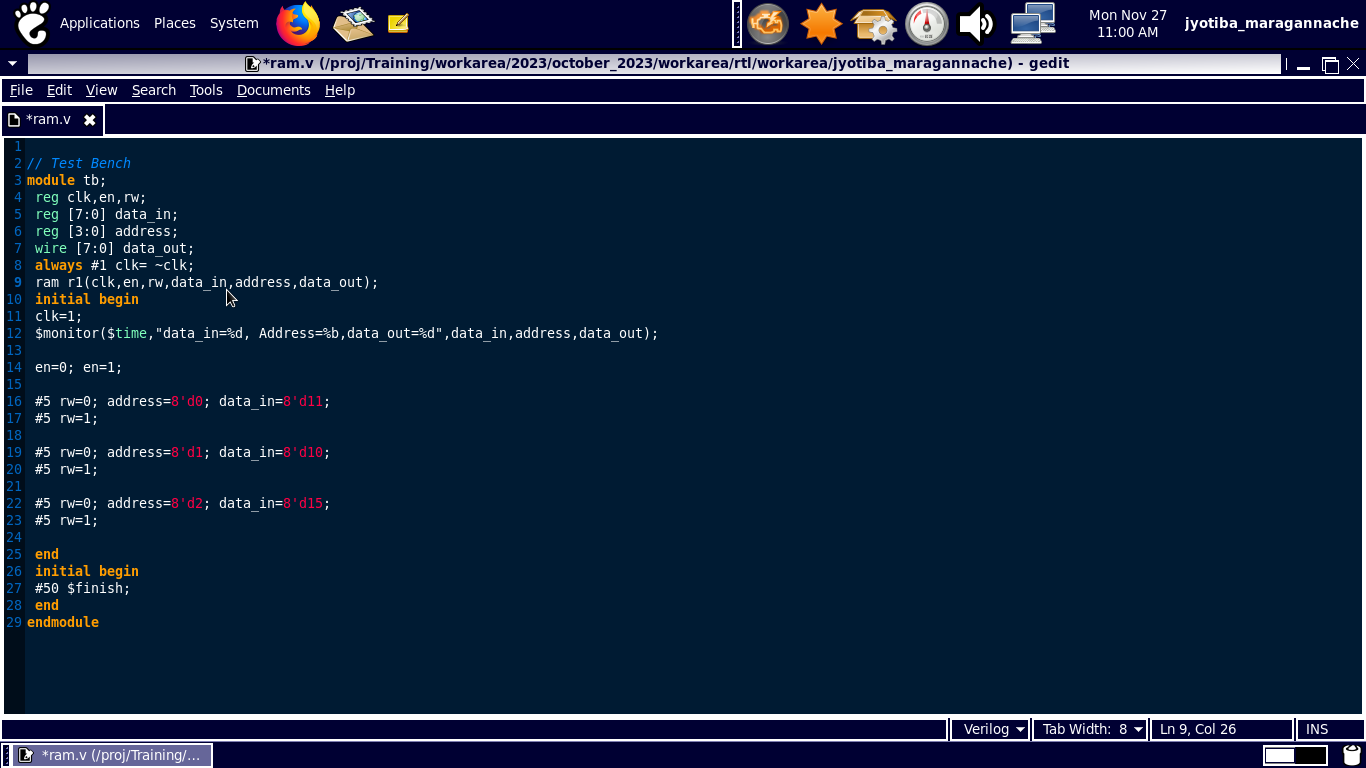 Applications Places System
Mon Nov 27
11:00 AM
jyotiba_maragannache
*ram.v (/proj/Training/workarea/2023/october_2023/workarea/rtl/workarea/jyotiba_maragannache) - gedit
File Edit View Search Tools Documents Help
*ram.v
1
2 // Test Bench
3 module tb;
4 reg clk,en,rw;
5 reg [7:0] data_in;
6 reg [3:0] address;
7 wire [7:0] data_out;
8 always #1 clk= ~clk;
9 ram r1(clk,en,rw,data_in,address,data_out);
10 initial begin
11 clk=1;
12 $monitor($time,"data_in=%d, Address=%b,data_out=%d",data_in,address,data_out);
13
14 en=0; en=1;
15
16 #5 rw=0; address=8'd0; data_in=8'd11;
17 #5 rw=1;
18
19 #5 rw=0; address=8'd1; data_in=8'd10;
20 #5 rw=1;
21
22 #5 rw=0; address=8'd2; data_in=8'd15;
23 #5 rw=1;
24
25 end
26 initial begin
27 #50 $finish;
28 end
29 endmodule
Verilog Tab Width: 8 Ln 9, Col 26 INS
*ram.v (/proj/Training/...